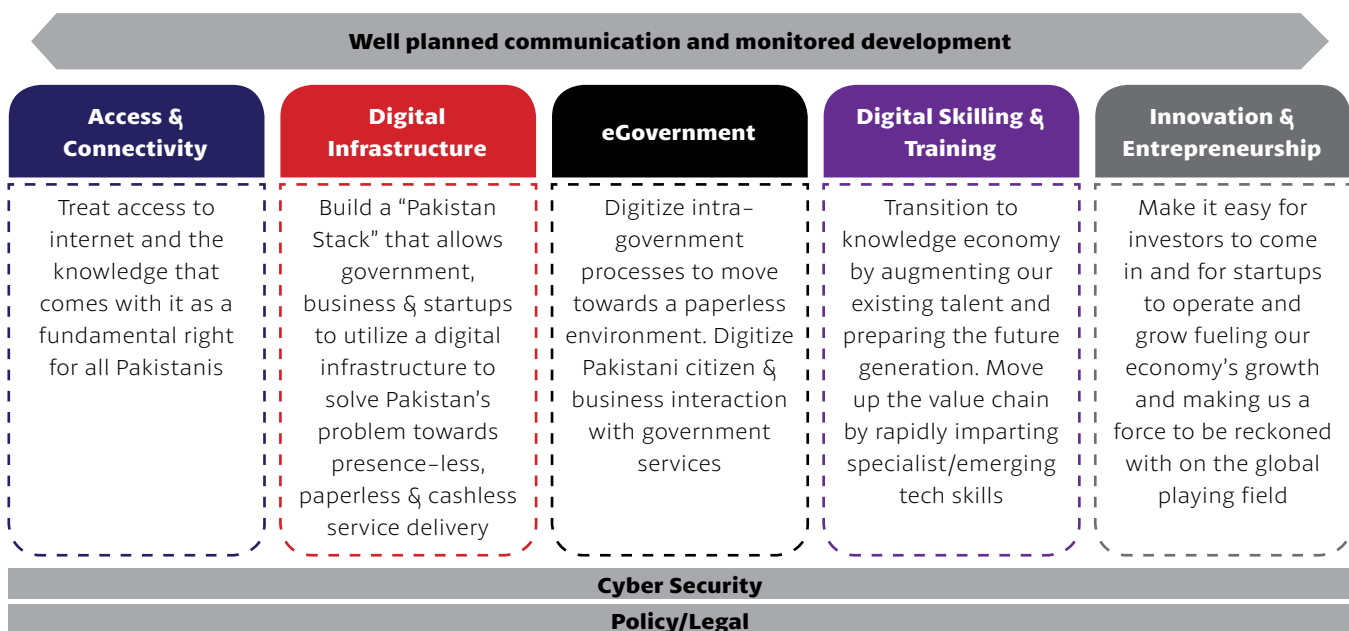 Well planned communication and monitored development
Access &
Connectivity
Treat access to
internet and the
knowledge that
comes with it as a
fundamental right
for all Pakistanis
Digital
Infrastructure
Build a “Pakistan
Stack” that allows
government,
business & startups
to utilize a digital
infrastructure to
solve Pakistan’s
problem towards
presence-less,
paperless & cashless
service delivery
eGovernment
Digitize intra-
government
processes to move
towards a paperless
environment. Digitize
Pakistani citizen &
business interaction
with government
services
Digital Skilling &
Training
Transition to
knowledge economy
by augmenting our
existing talent and
preparing the future
generation. Move
up the value chain
by rapidly imparting
specialist/emerging
tech skills
Innovation &
Entrepreneurship
Make it easy for
investors to come
in and for startups
to operate and
grow fueling our
economy’s growth
and making us a
force to be reckoned
with on the global
playing field
Cyber Security
Policy/Legal